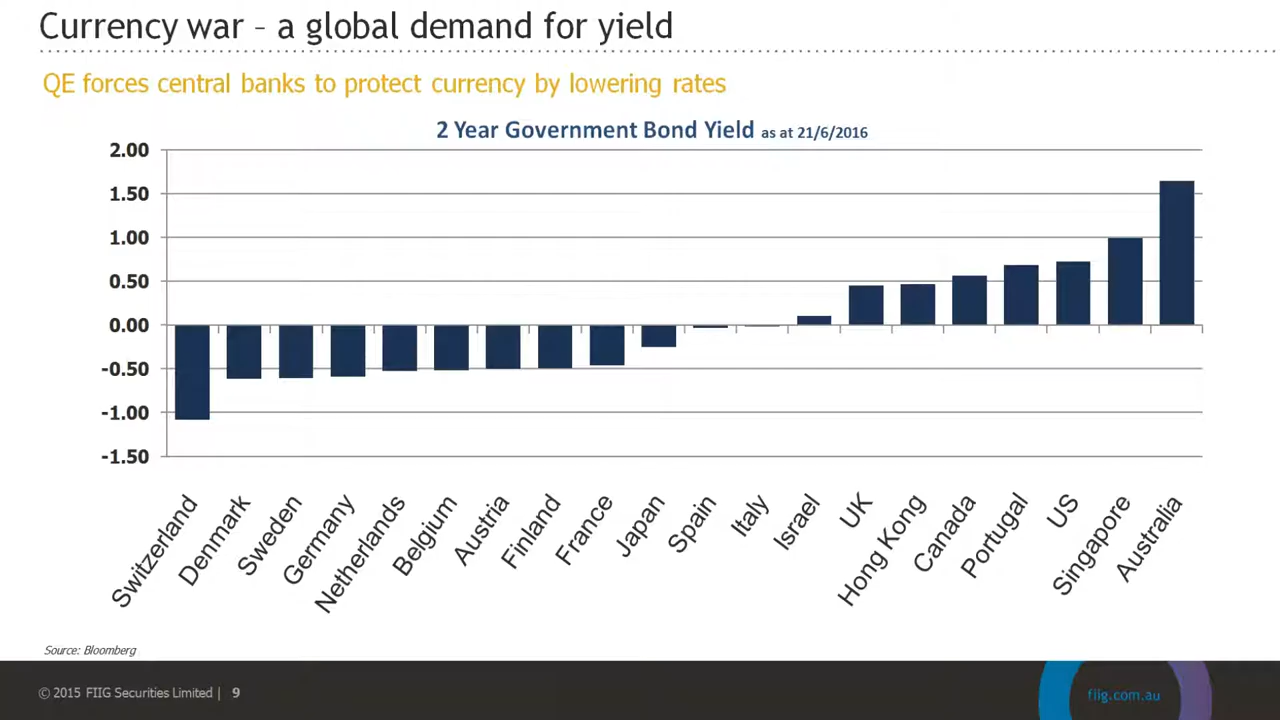 Currency war – a global demand for yield
QE forces central banks to protect currency by lowering rates
2 Year Government Bond Yield as at 21/6/2016
2.00
1.50
1.00
0.50
0.00
-0.50
-1.00
-1.50
Switzerland
Denmark
Sweden
Germany
Netherlands
Belgium
Austria
Finland
France
Japan
Spain
Italy
Israel
UK
Hong Kong
Canada
Portugal
US
Singapore
Australia
Source: Bloomberg
© 2015 FIIG Securities Limited | 9
fiig.com.au